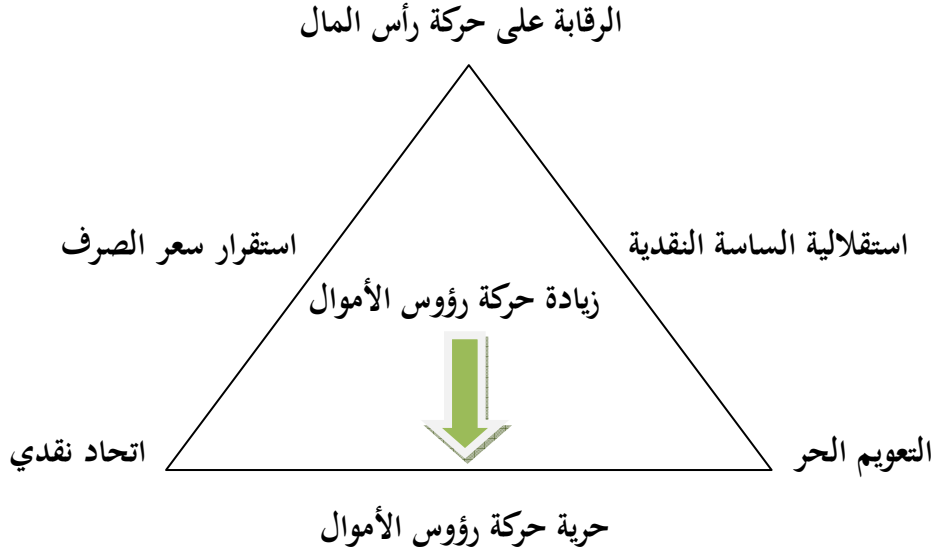 الرقابة على حركة رأس المال
استقلالية الساسة النقدية
استقرار سعر الصرف
زيادة حركة رؤوس الأموال
التعويم الحر
اتحاد نقدي
حرية حركة رؤوس الأموال